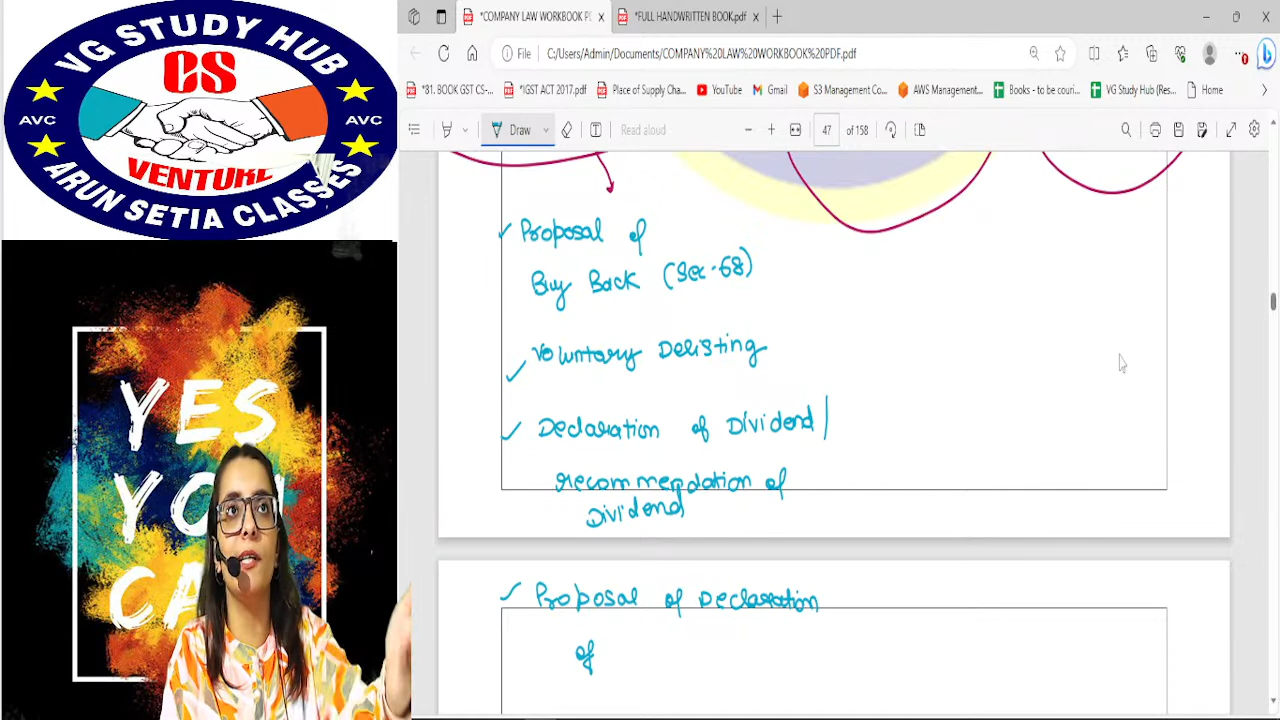 VG STUDY HUB
CS
AVC
AVC
VENTURE
ARUN SETIA CLASSES
YES
YO
CA
*COMPANY LAW WORKBOOK P
*FULL HANDWRITTEN BOOK.pdf
File
C:/Users/Admin/Documents/COMPANY%20LAW%20WORKBOOK%20PDF.pdf
*81. BOOK GST CS-...
*IGST ACT 2017.pdf
Place of Supply Cha...
YouTube
Gmail
S3 Management Co...
AWS Management...
Books - to be couri...
VG Study Hub (Res...
Home
Draw
Read aloud
47 of 158
Proposal of
Buy Back (Sec-68)
Voluntary Delisting
Declaration of Dividend |
recommendation of
Dividend
Proposal of Declaration
of